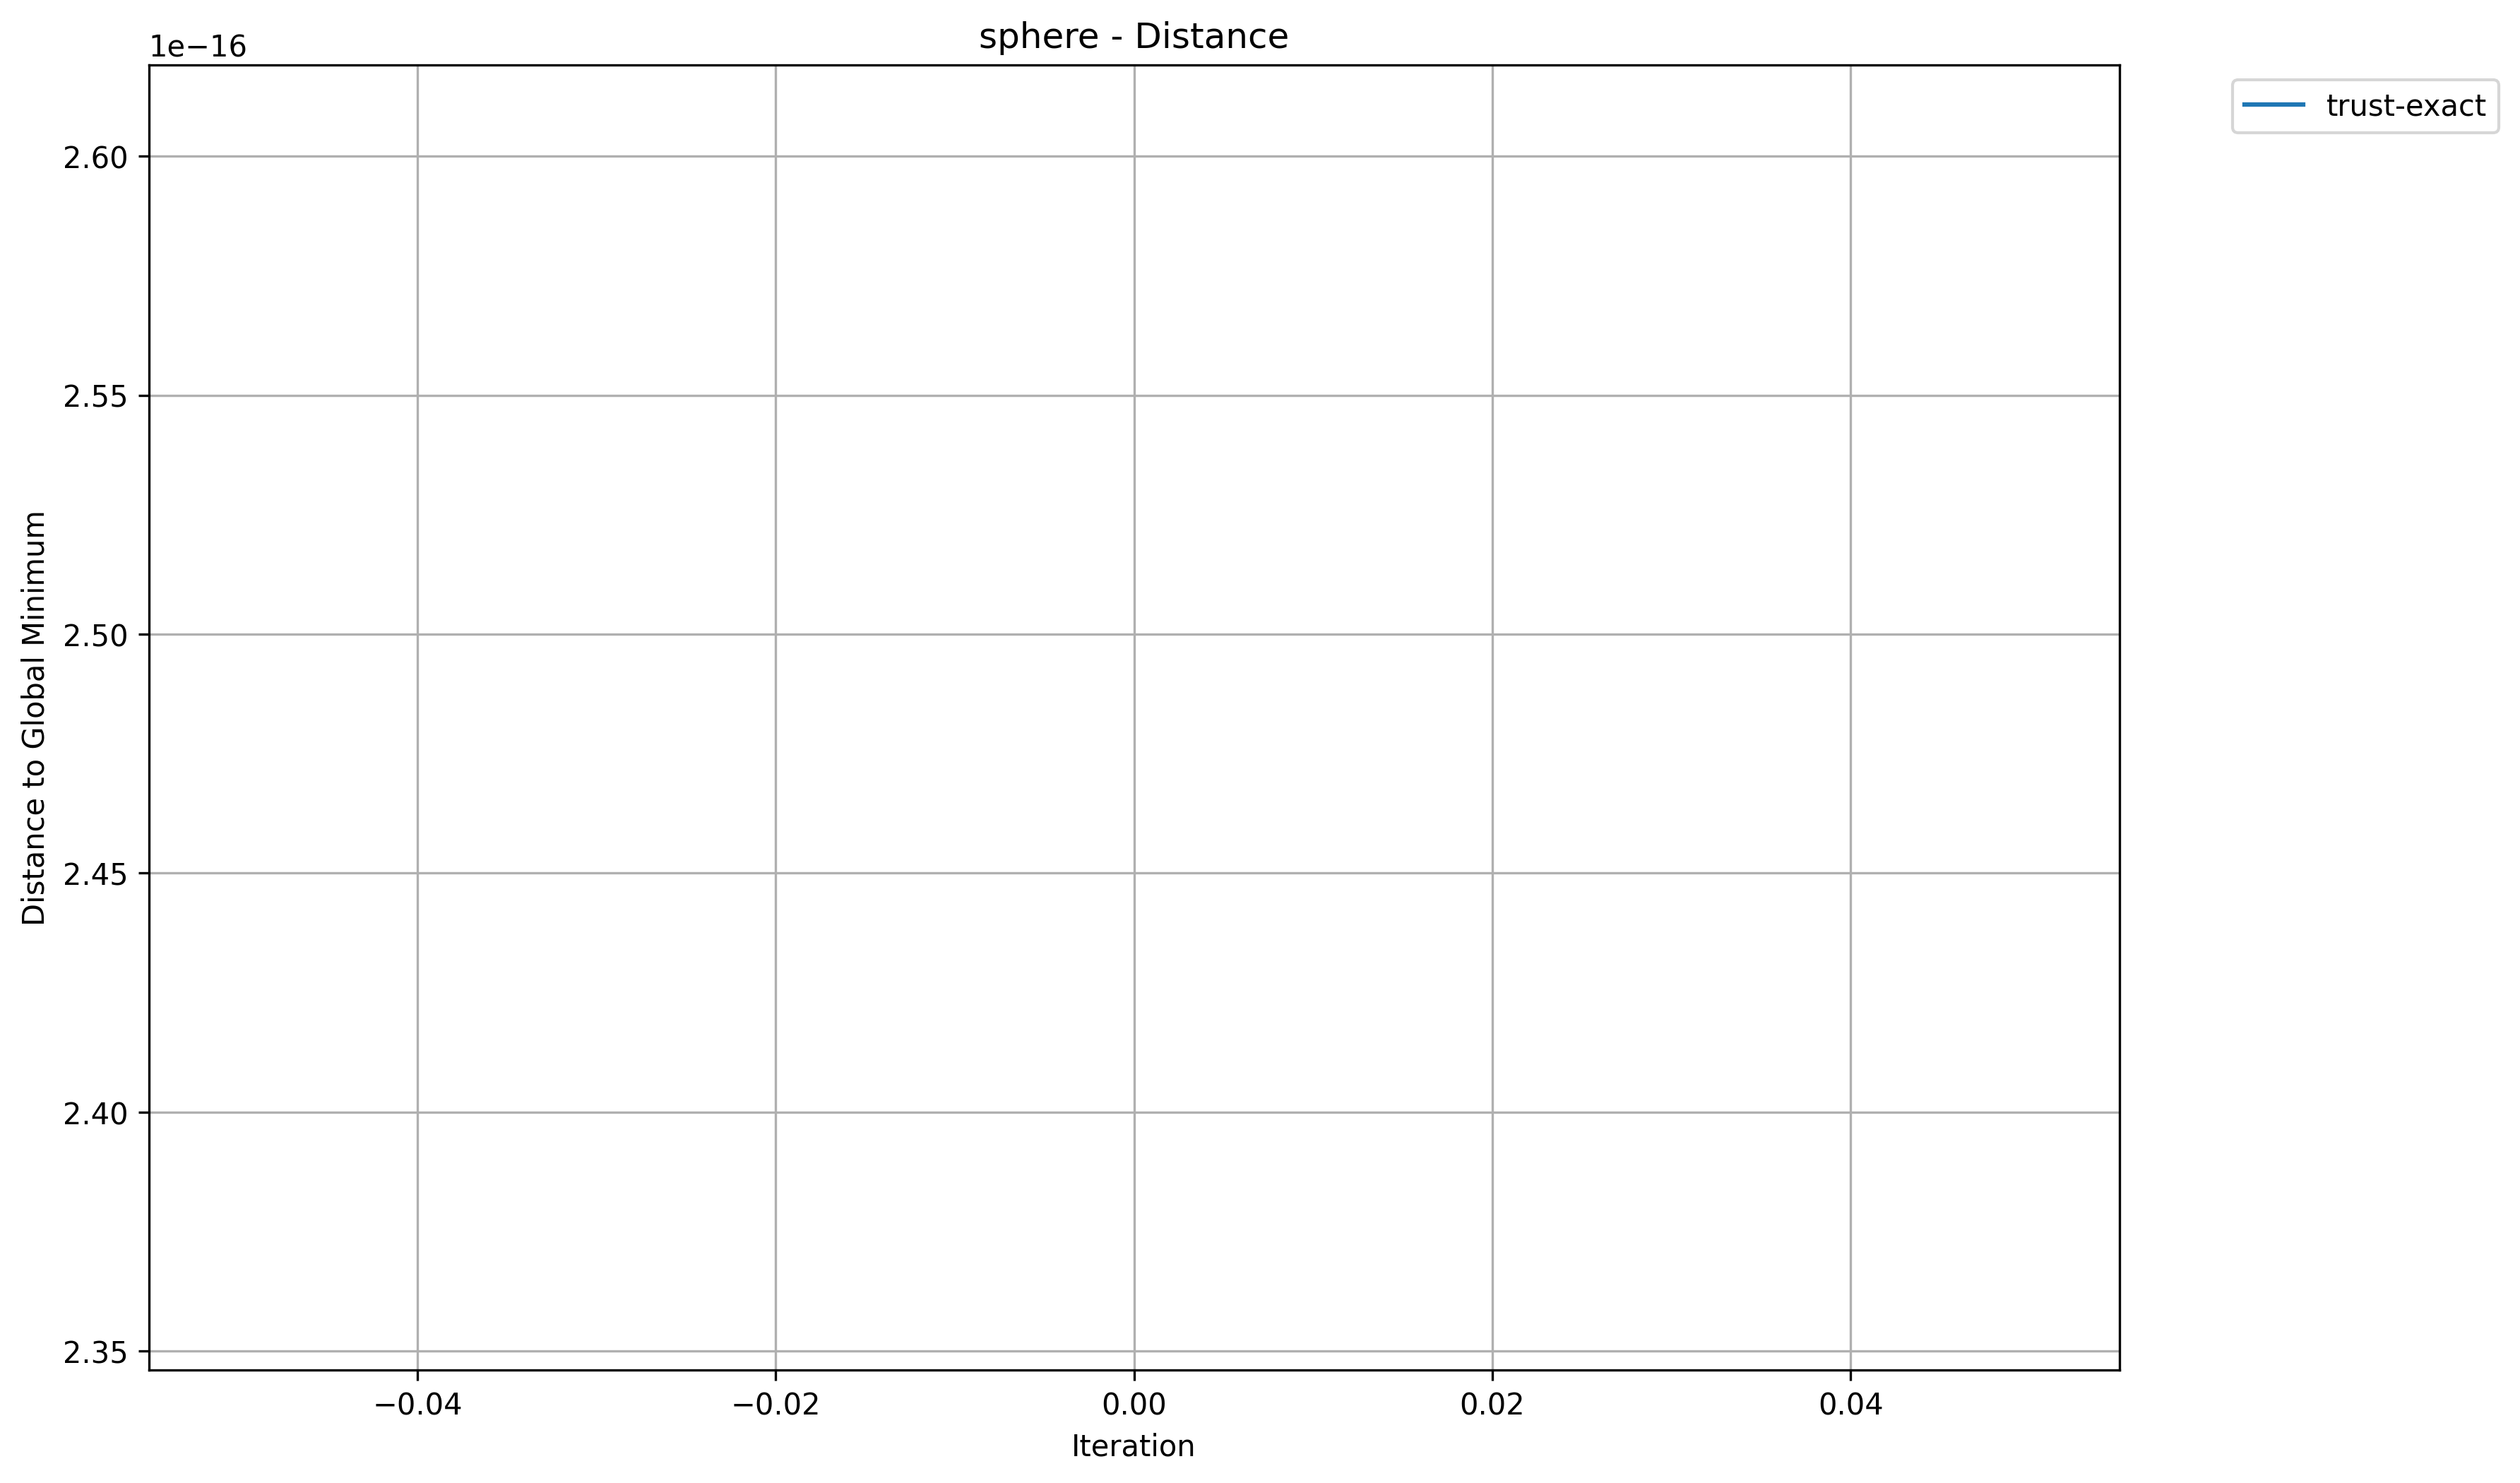 sphere - Distance
1e−16
trust-exact
2.60
2.55
2.50
2.45
2.40
2.35
Distance to Global Minimum
−0.04
−0.02
0.00
0.02
0.04
Iteration